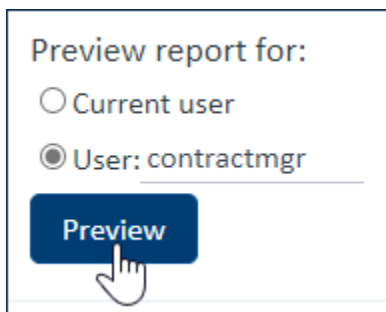 Preview report for:
Current user
User: contractmgr
Preview